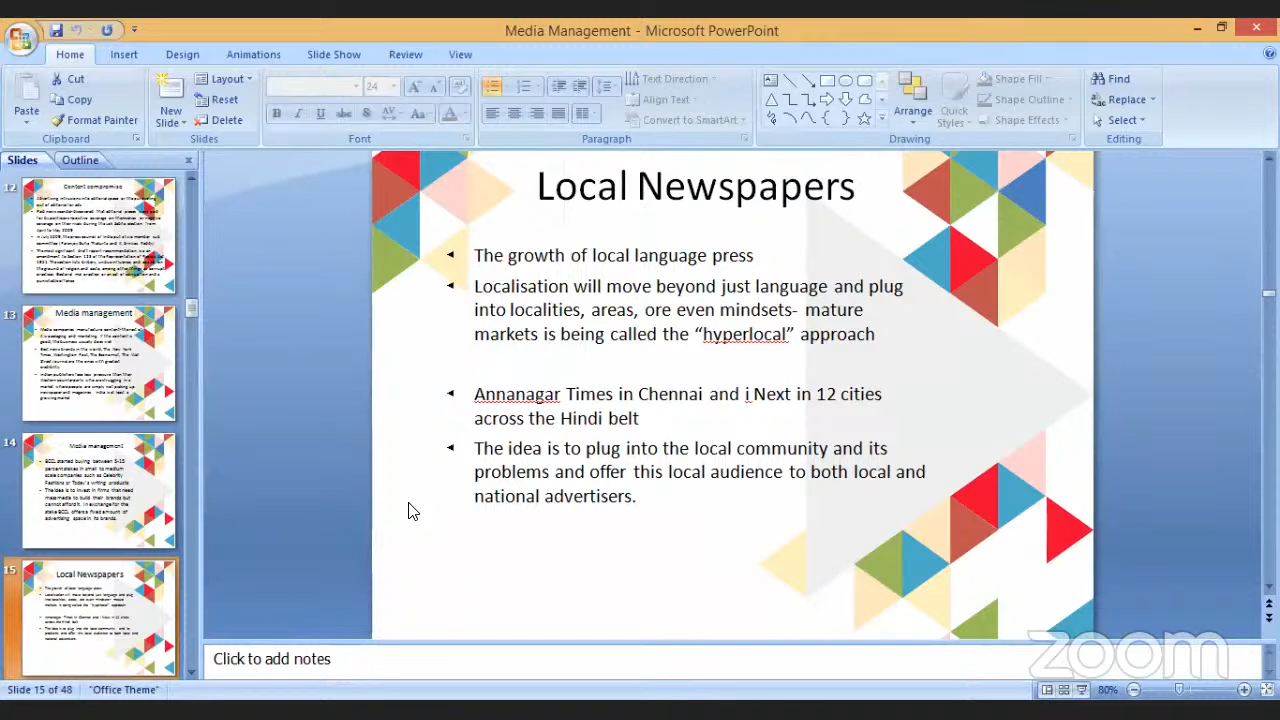 Media Management - Microsoft PowerPoint
Home Insert Design Animations Slide Show Review View
Cut
Copy
Format Painter
Paste
Clipboard
New
Slide
Layout
Reset
Delete
Slides
24
Font
Paragraph
Text Direction
Align Text
Convert to SmartArt
Arrange
Quick
Styles
Shape Fill
Shape Outline
Shape Effects
Drawing
Find
Replace
Select
Editing
Slides Outline
12
Content compromise
13
Media management
14
Media management
15
Local Newspapers
Local Newspapers
The growth of local language press
Localisation will move beyond just language and plug
into localities, areas, ore even mindsets- mature
markets is being called the “hyperlocal” approach
Annanagar Times in Chennai and i Next in 12 cities
across the Hindi belt
The idea is to plug into the local community and its
problems and offer this local audience to both local and
national advertisers.
Click to add notes
zoom
Slide 15 of 48 "Office Theme" 80%